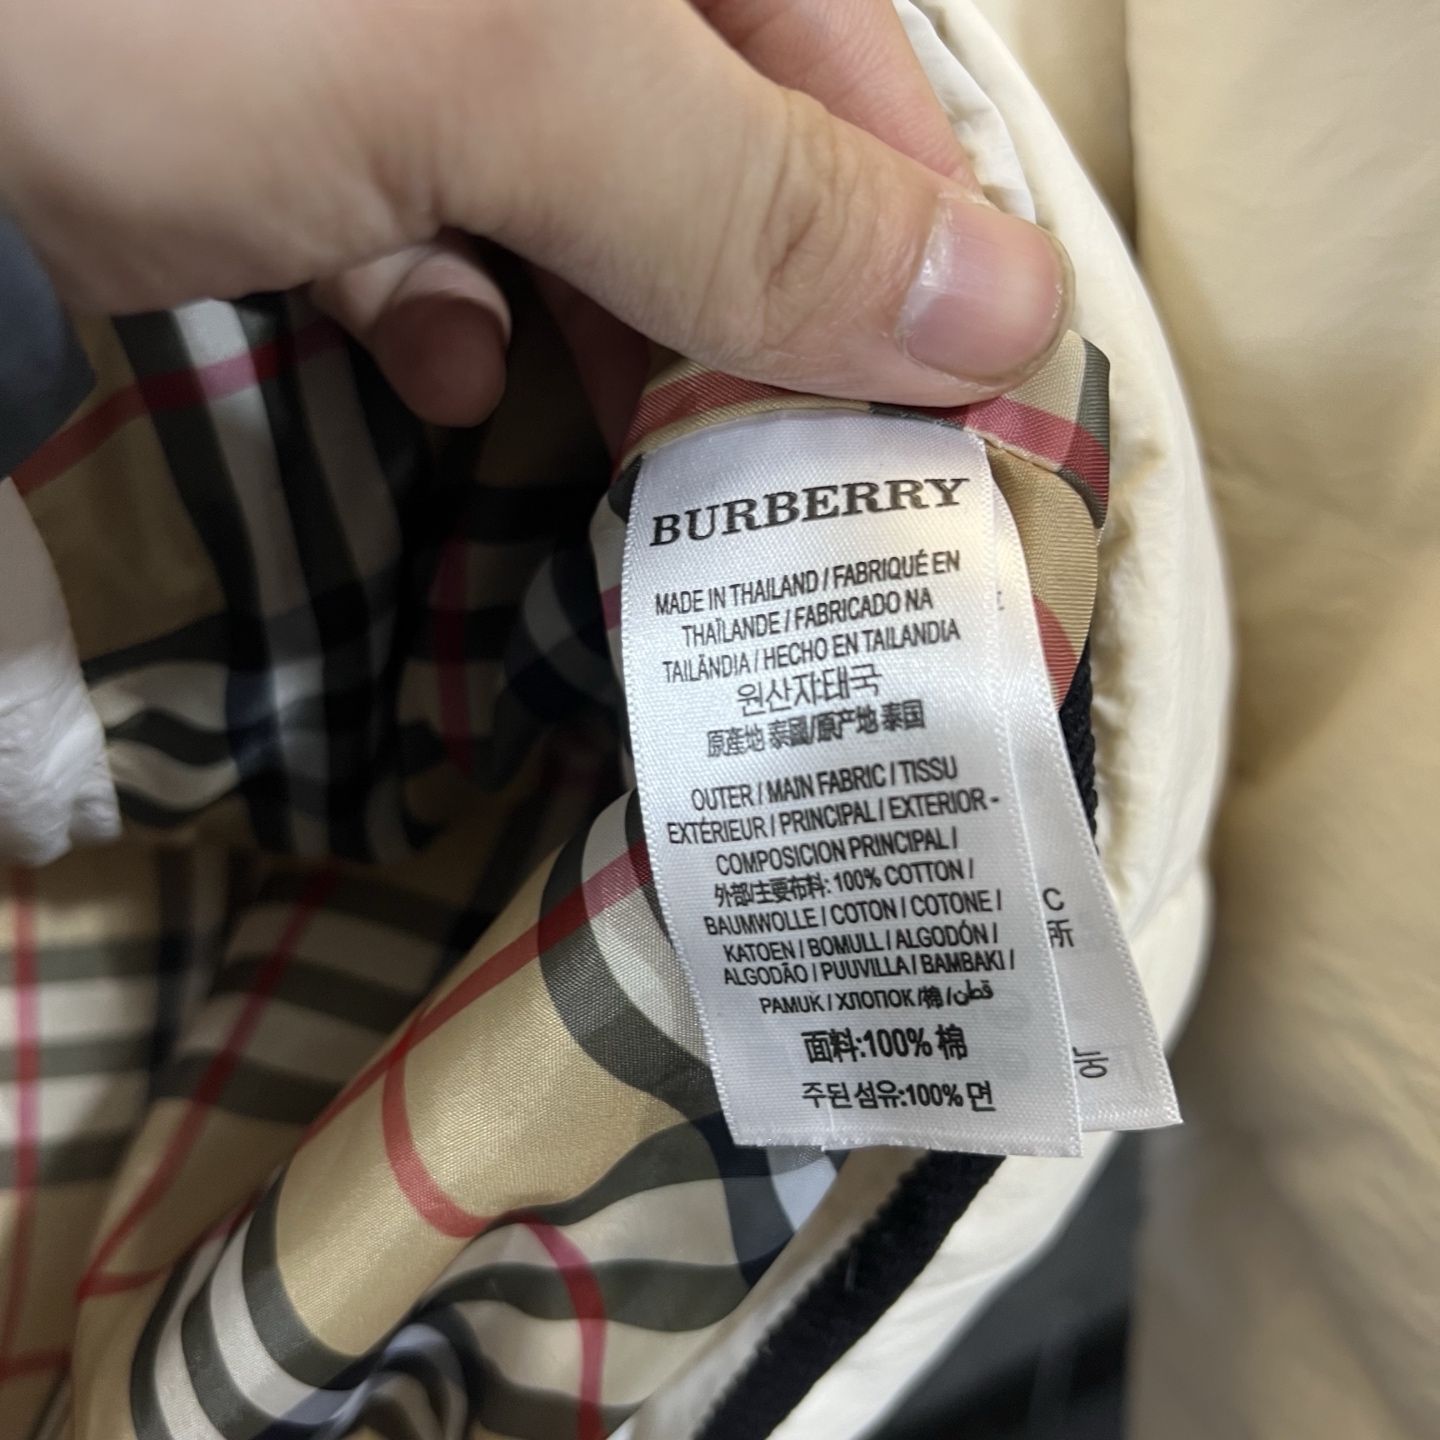 BURBERRY
MADE IN THAILAND / FABRIQUÉ EN
THAÏLANDE / FABRICADO NA
TAILÂNDIA / HECHO EN TAILANDIA
원산지:태국
原產地 泰國/原产地 泰国
OUTER / MAIN FABRIC / TISSU
EXTÉRIEUR / PRINCIPAL / EXTERIOR -
COMPOSICION PRINCIPAL /
外部/主要布料: 100% COTTON /
BAUMWOLLE / COTON / COTONE /
KATOEN / BOMULL / ALGODÓN /
ALGODÃO / PUUVILLA / BAMBAKI /
PAMUK / ХЛОПОК /棉/ قطن
面料:100% 棉
주된 섬유:100% 면
C
所
능